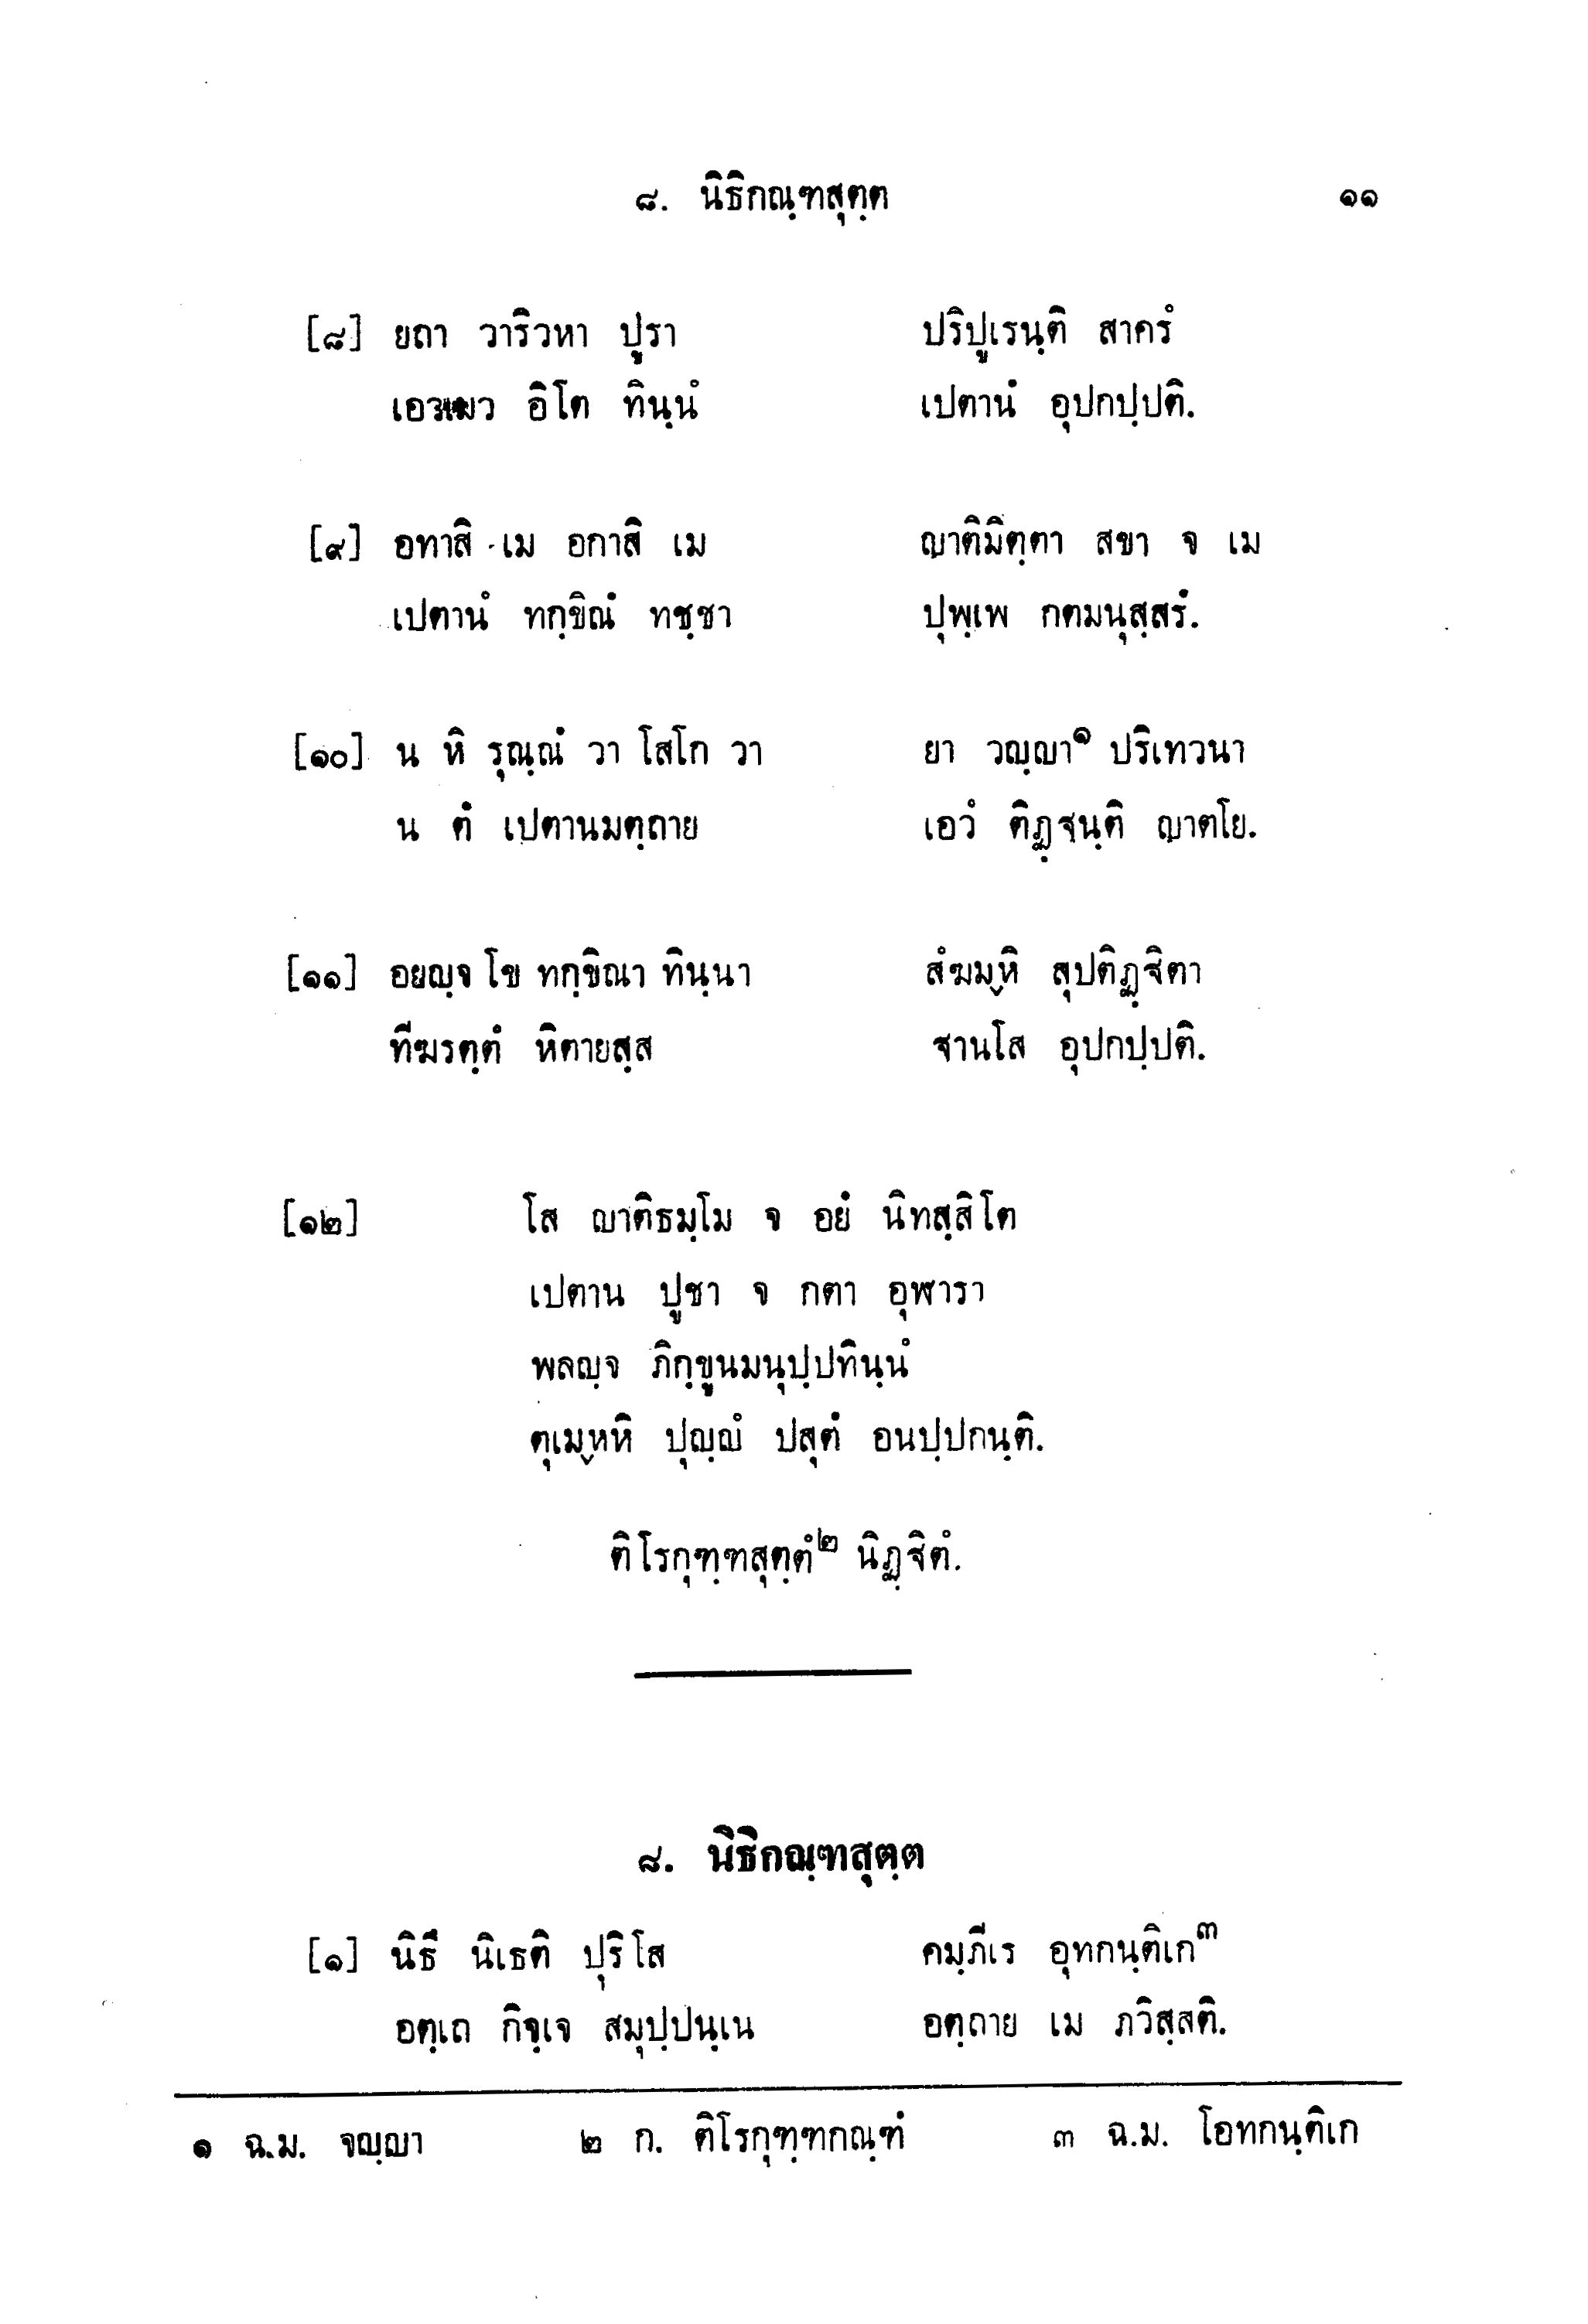 ๘. นิธิกณฺฑสุตฺต ๑๑
[๘] ยถา วาริวหา ปูรา ปริปูเรนฺติ สาครํ
เอวเมว อิโต ทินฺนํ เปตานํ อุปกปฺปติ.
[๙] อทาสิ เม อกาสิ เม ญาติมิตฺตา สขา จ เม
เปตานํ ทกฺขิณํ ทชฺชา ปุพฺเพ กตมนุสฺสรํ.
[๑๐] น หิ รุณฺณํ วา โสโก วา ยา วญฺญา๑ ปริเทวนา
น ตํ เปตานมตฺถาย เอวํ ติฏฺฐนฺติ ญาตโย.
[๑๑] อยญฺจ โข ทกฺขิณา ทินฺนา สํฆมฺหิ สุปติฏฺฐิตา
ทีฆรตฺตํ หิตายสฺส ฐานโส อุปกปฺปติ.
[๑๒] โส ญาติธมฺโม จ อยํ นิทสฺสิโต
เปตาน ปูชา จ กตา อุฬารา
พลญฺจ ภิกฺขูนมนุปฺปทินฺนํ
ตุเมฺหหิ ปุญฺญํ ปสุตํ อนปฺปกนฺติ.
ติโรกุฑฺฑสุตฺตํ๒ นิฏฺฐิตํ.
๘. นิธิกณฺฑสุตฺต
[๑] นิธึ นิเธติ ปุริโส คมฺภีเร อุทกนฺติเก๓
อตฺเถ กิจฺเจ สมุปฺปนฺเน อตฺถาย เม ภวิสฺสติ.
๑ ฉ.ม. จญฺญา ๒ ก. ติโรกุฑฺฑกณฺฑํ ๓ ฉ.ม. โอทกนฺติเก